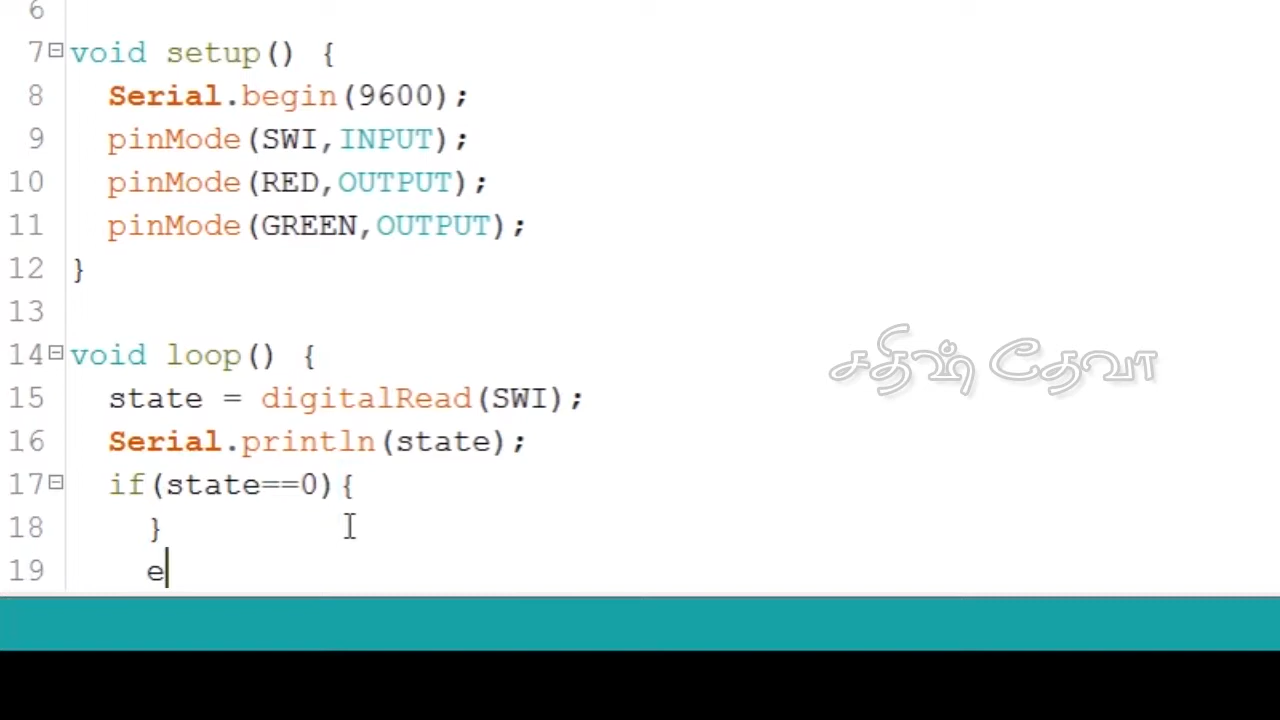 6
7 void setup() {
8 Serial.begin(9600);
9 pinMode(SWI,INPUT);
10 pinMode(RED,OUTPUT);
11 pinMode(GREEN,OUTPUT);
12 }
13
14 void loop() {
15 state = digitalRead(SWI);
16 Serial.println(state);
17 if(state==0){
18 }
19 e
சதிஷ் தேவா